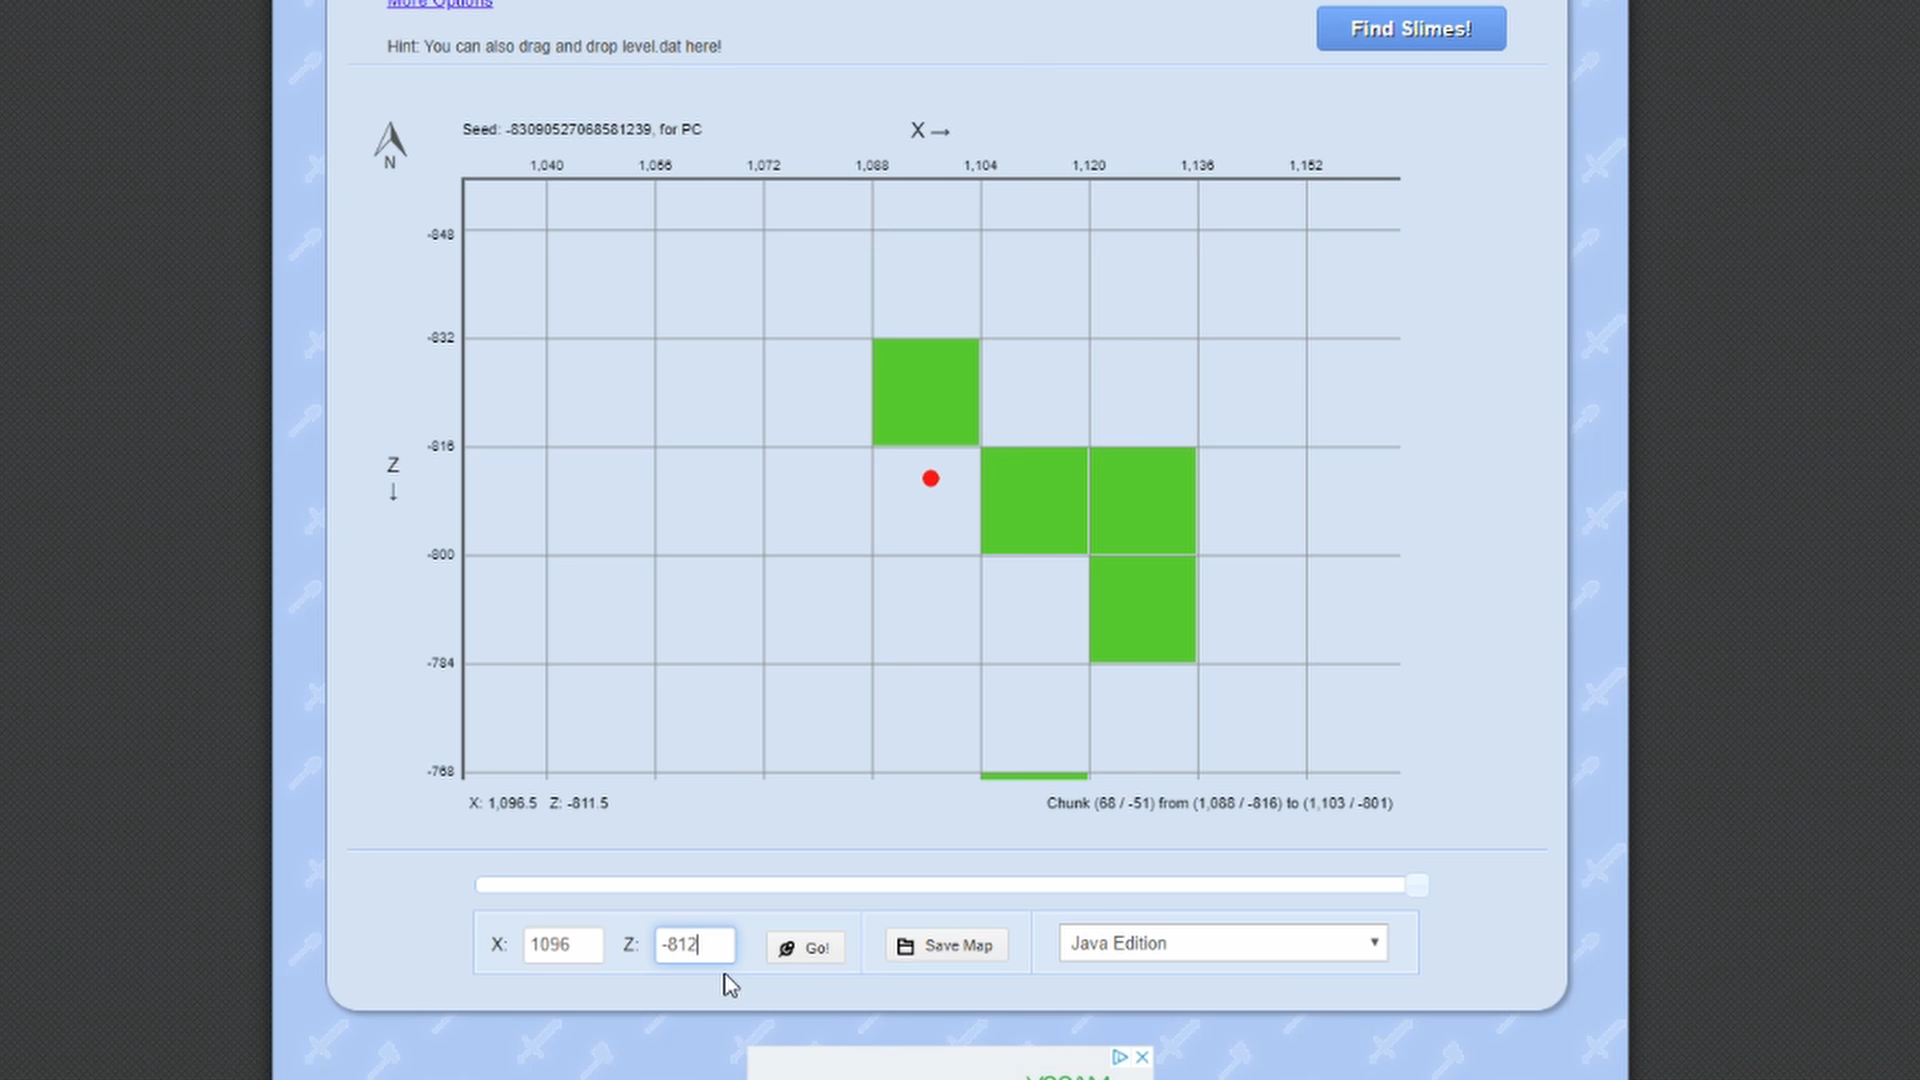 More Options
Hint: You can also drag and drop level.dat here!
Find Slimes!
Seed: -83090527068581239, for PC
X →
N
1,040 1,056 1,072 1,088 1,104 1,120 1,136 1,152
-848
-832
-816
Z
↓
-800
-784
-768
X: 1,096.5 Z: -811.5
Chunk (68 / -51) from (1,088 / -816) to (1,103 / -801)
X: 1096 Z: -812 Go! Save Map Java Edition